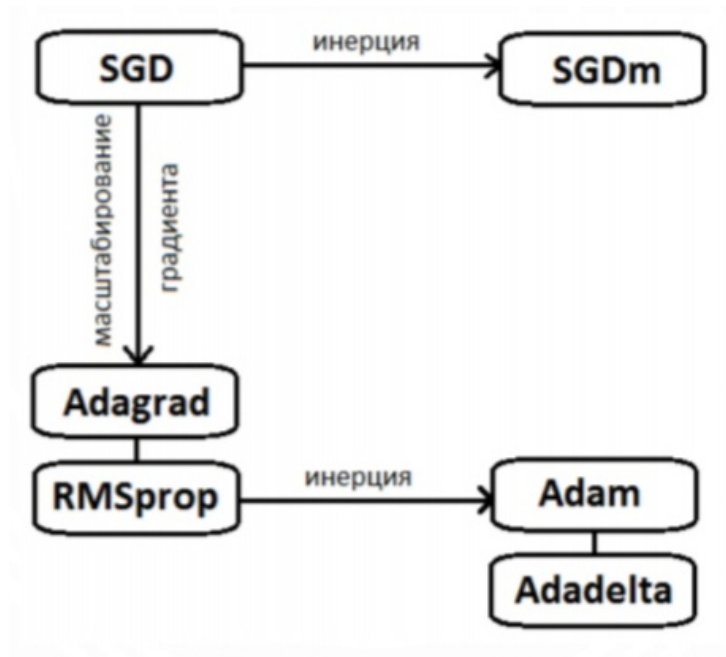 SGD
инерция
SGDm
масштабирование
градиента
Adagrad
RMSprop
инерция
Adam
Adadelta